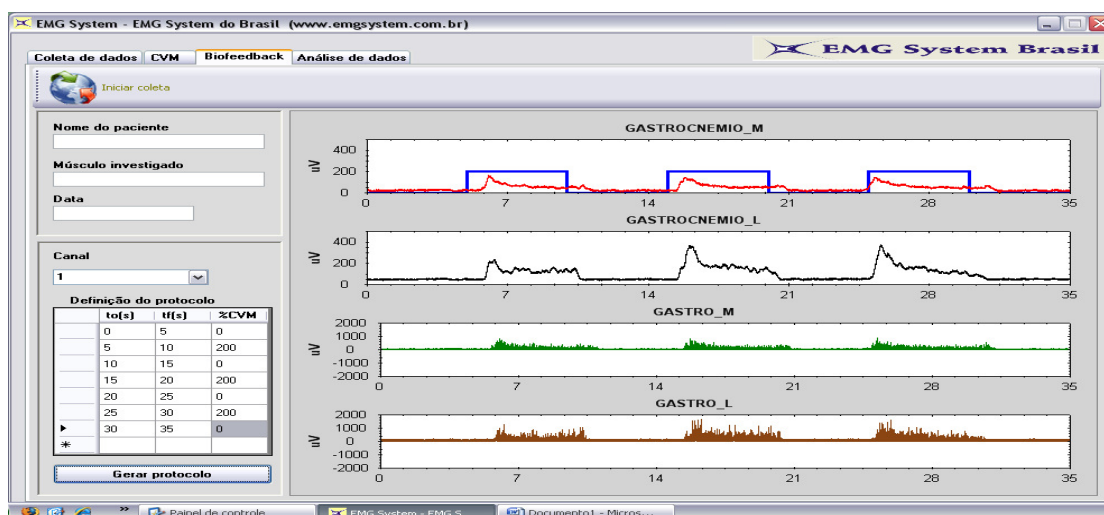 EMG System - EMG System do Brasil (www.emgsystem.com.br)
EMG System Brasil
Coleta de dados CVM Biofeedback Análise de dados
Iniciar coleta
Nome do paciente
Músculo investigado
Data
Canal
1
Definição do protocolo
to(s) tf(s) %CVM
0 5 0
5 10 200
10 15 0
15 20 200
20 25 0
25 30 200
30 35 0
Gerar protocolo
GASTROCNEMIO_M
uV
400
200
0
0 7 14 21 28 35
GASTROCNEMIO_L
uV
400
200
0
0 7 14 21 28 35
GASTRO_M
uV
2000
1000
0
-1000
-2000
0 7 14 21 28 35
GASTRO_L
uV
2000
1000
0
-1000
-2000
0 7 14 21 28 35
» Painel de controle EMG System - EMG S... Documento1 - Micros...